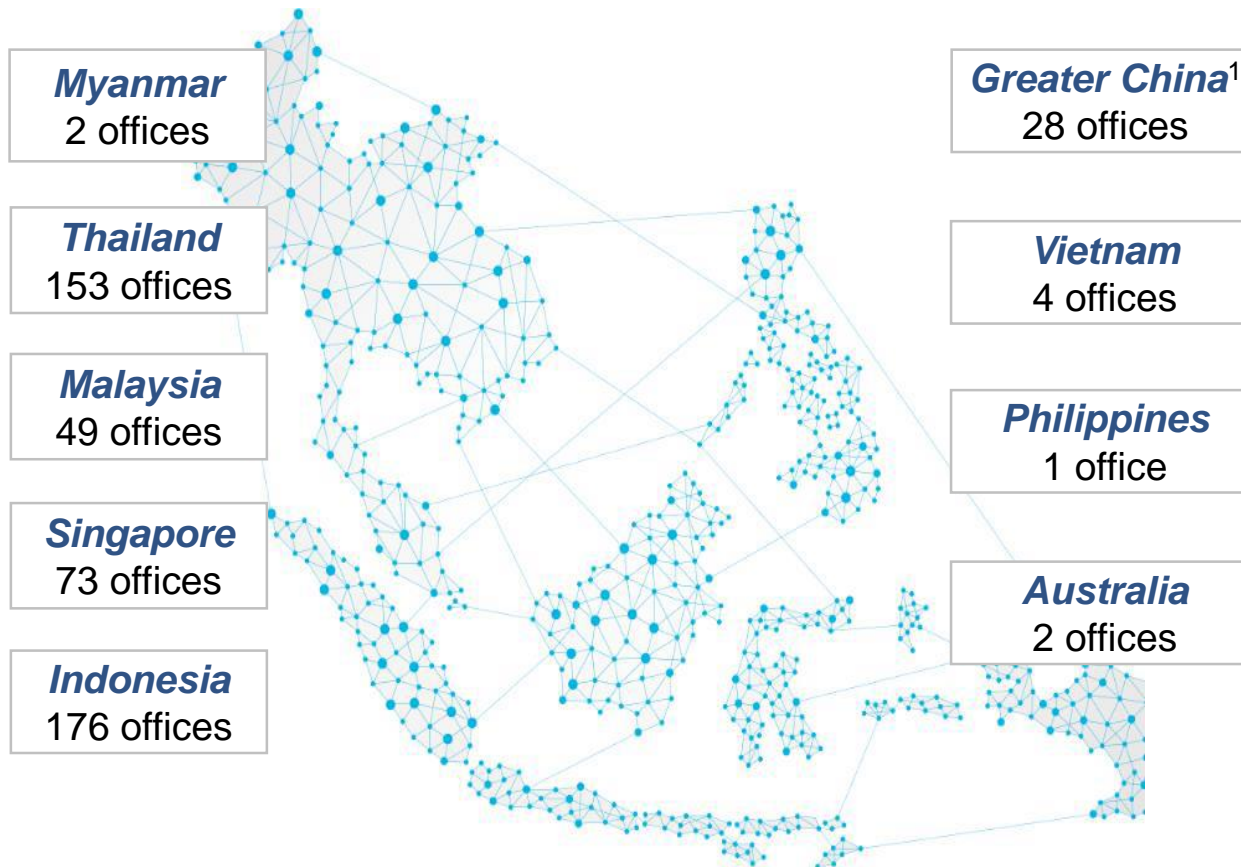 Myanmar
2 offices
Thailand
153 offices
Malaysia
49 offices
Singapore
73 offices
Indonesia
176 offices
Greater China1
28 offices
Vietnam
4 offices
Philippines
1 office
Australia
2 offices